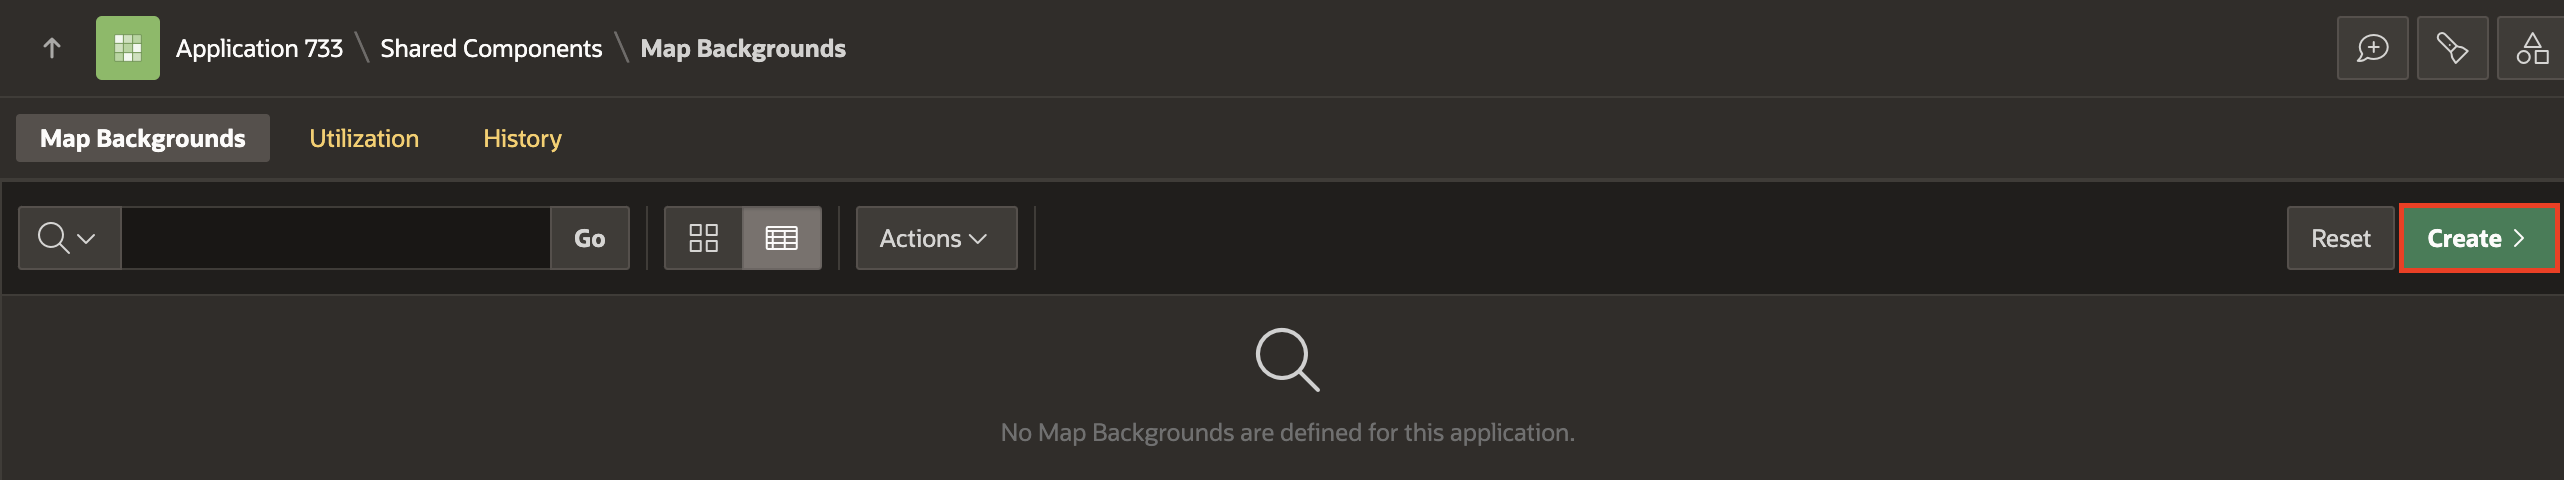 Application 733 \ Shared Components \ Map Backgrounds
Map Backgrounds Utilization History
Go Actions Reset Create
No Map Backgrounds are defined for this application.